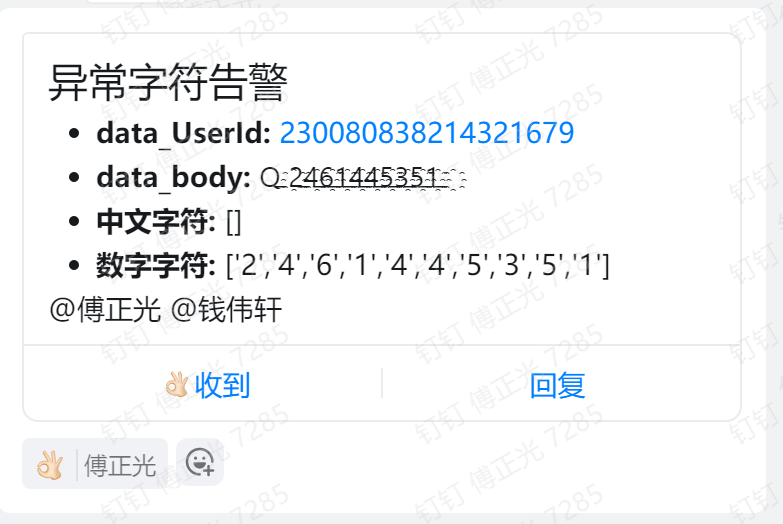 异常字符告警
data_UserId: 230080838214321679
data_body: Q 2461445351
中文字符: []
数字字符: ['2','4','6','1','4','4','5','3','5','1']
@傅正光 @钱伟轩
👌🏻收到 回复
👌🏻 傅正光
钉钉 傅正光 7285